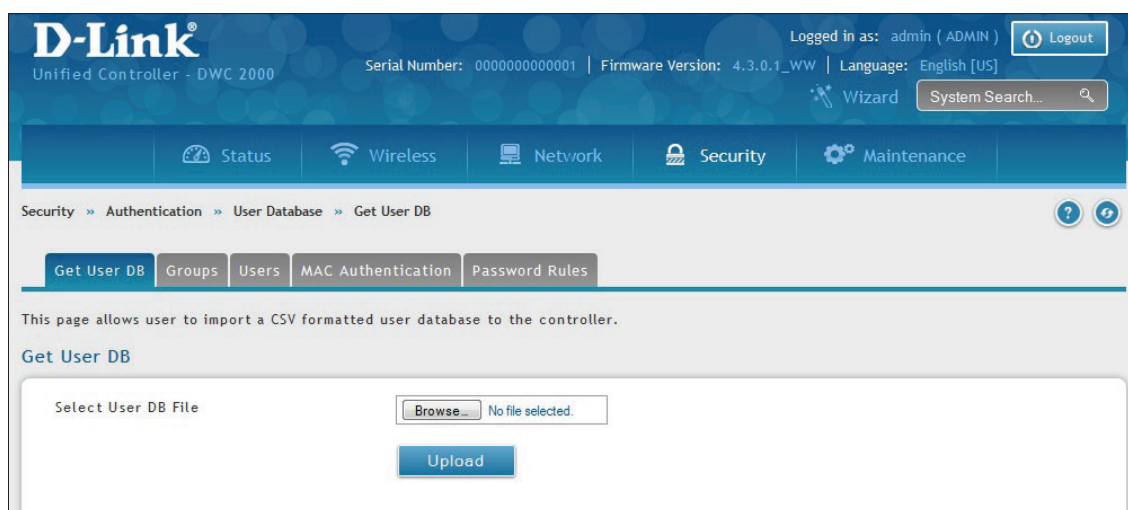 D-Link®
Unified Controller - DWC 2000
Logged in as: admin ( ADMIN )
Logout
Serial Number: 0000000000001 | Firmware Version: 4.3.0.1_WW | Language: English [US]
Wizard
System Search...
Status
Wireless
Network
Security
Maintenance
Security » Authentication » User Database » Get User DB
?
Get User DB
Groups
Users
MAC Authentication
Password Rules
This page allows user to import a CSV formatted user database to the controller.
Get User DB
Select User DB File
Browse...
No file selected.
Upload